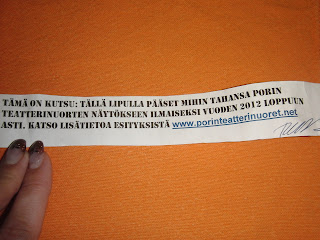 TÄMÄ ON KUTSU: TÄLLÄ LIPULLA PÄÄSET MIHIN TAHANSA PORIN
TEATTERINUORTEN NÄYTÖKSEEN ILMAISEKSI VUODEN 2012 LOPPUUN
ASTI. KATSO LISÄTIETOA ESITYKSISTÄ www.porinteatterinuoret.net